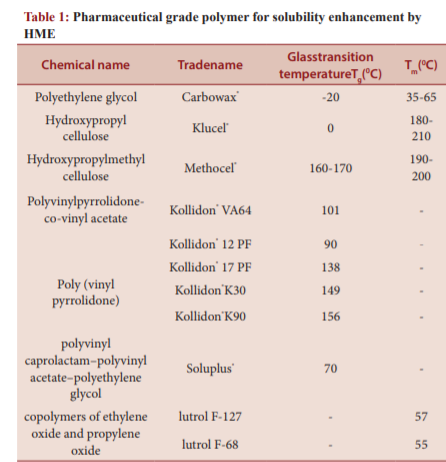 Table 1: Pharmaceutical grade polymer for solubility enhancement by
HME
Chemical name Tradename Glasstransition
temperatureTg(°C) Tm(°C)
Polyethylene glycol Carbowax* -20 35-65
Hydroxypropyl
cellulose Klucel* 0 180-
210
Hydroxypropylmethyl
cellulose Methocel* 160-170 190-
200
Polyvinylpyrrolidone-
co-vinyl acetate Kollidon* VA64 101
Kollidon* 12 PF 90 -
Kollidon* 17 PF 138 -
Poly (vinyl
pyrrolidone) Kollidon*K30 149 -
Kollidon*K90 156 -
polyvinyl
caprolactam–polyvinyl
acetate–polyethylene
glycol Soluplus* 70 -
copolymers of ethylene
oxide and propylene
oxide lutrol F-127 - 57
lutrol F-68 - 55